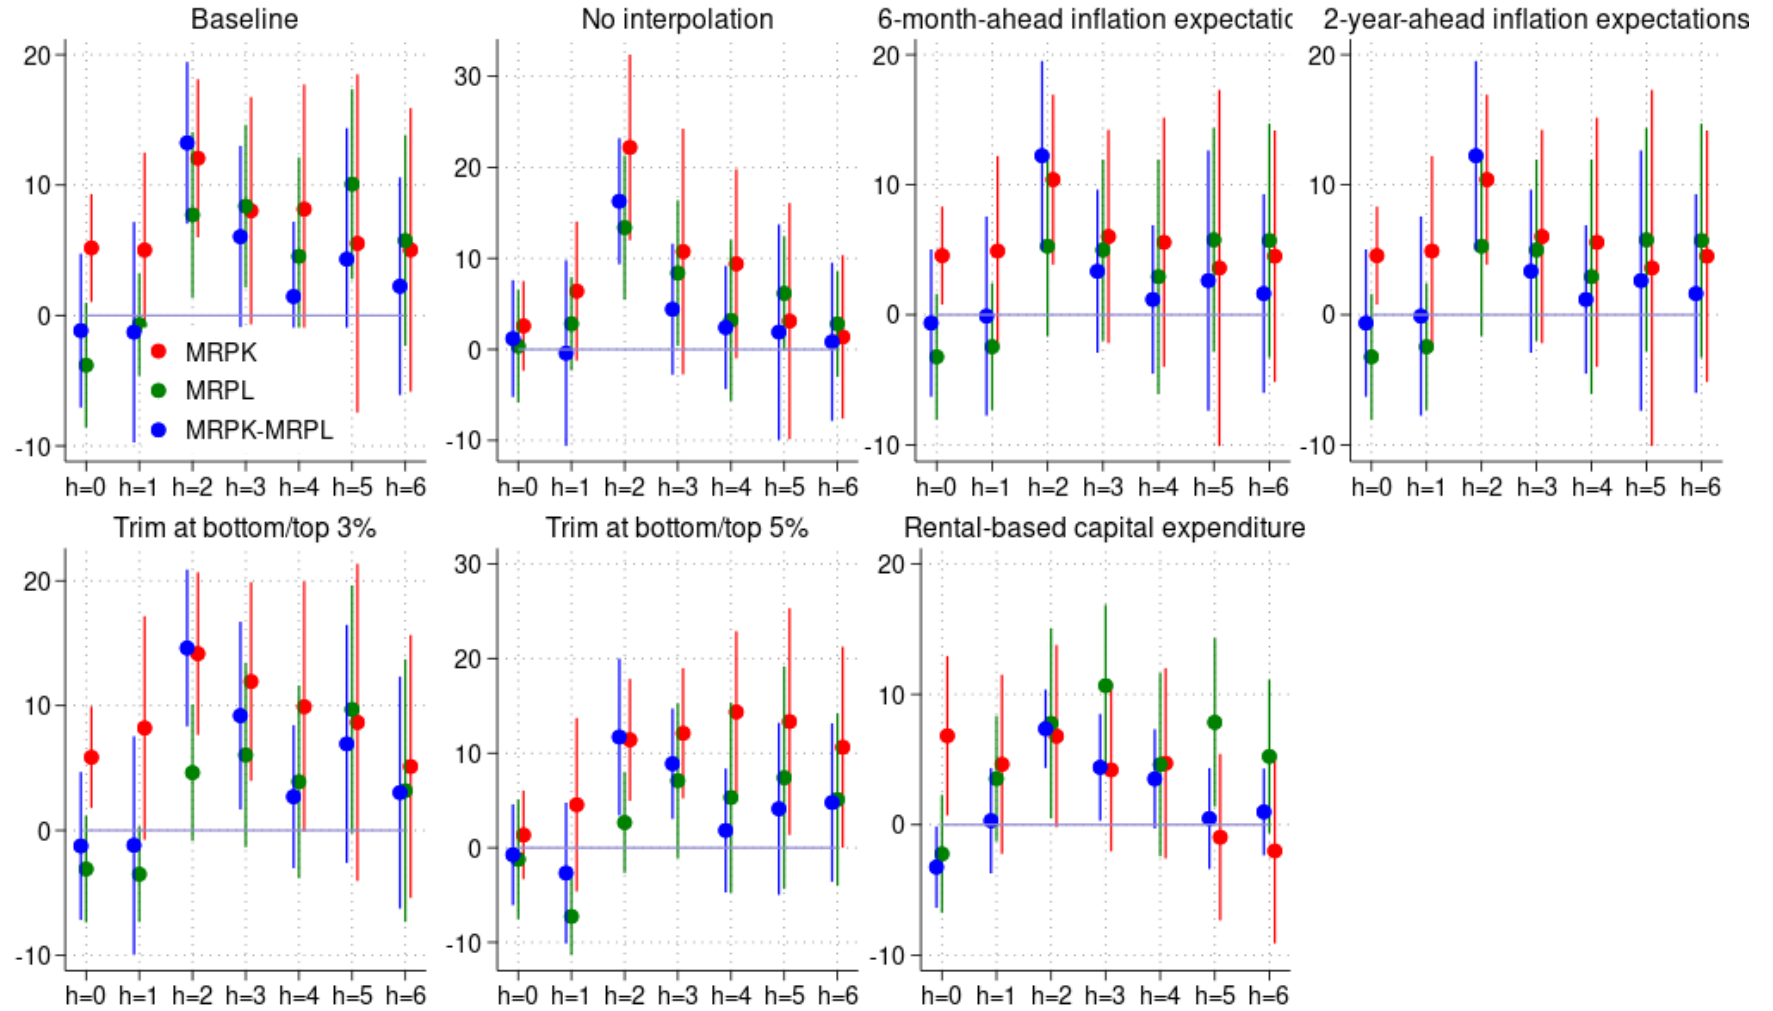 Baseline
No interpolation
6-month-ahead inflation expectatic
2-year-ahead inflation expectations
20
10
0
-10
MRPK
MRPL
MRPK-MRPL
h=0 h=1 h=2 h=3 h=4 h=5 h=6
30
20
10
0
-10
h=0 h=1 h=2 h=3 h=4 h=5 h=6
20
10
0
-10
h=0 h=1 h=2 h=3 h=4 h=5 h=6
20
10
0
-10
h=0 h=1 h=2 h=3 h=4 h=5 h=6
Trim at bottom/top 3%
Trim at bottom/top 5%
Rental-based capital expenditure
20
10
0
-10
h=0 h=1 h=2 h=3 h=4 h=5 h=6
30
20
10
0
-10
h=0 h=1 h=2 h=3 h=4 h=5 h=6
20
10
0
-10
h=0 h=1 h=2 h=3 h=4 h=5 h=6